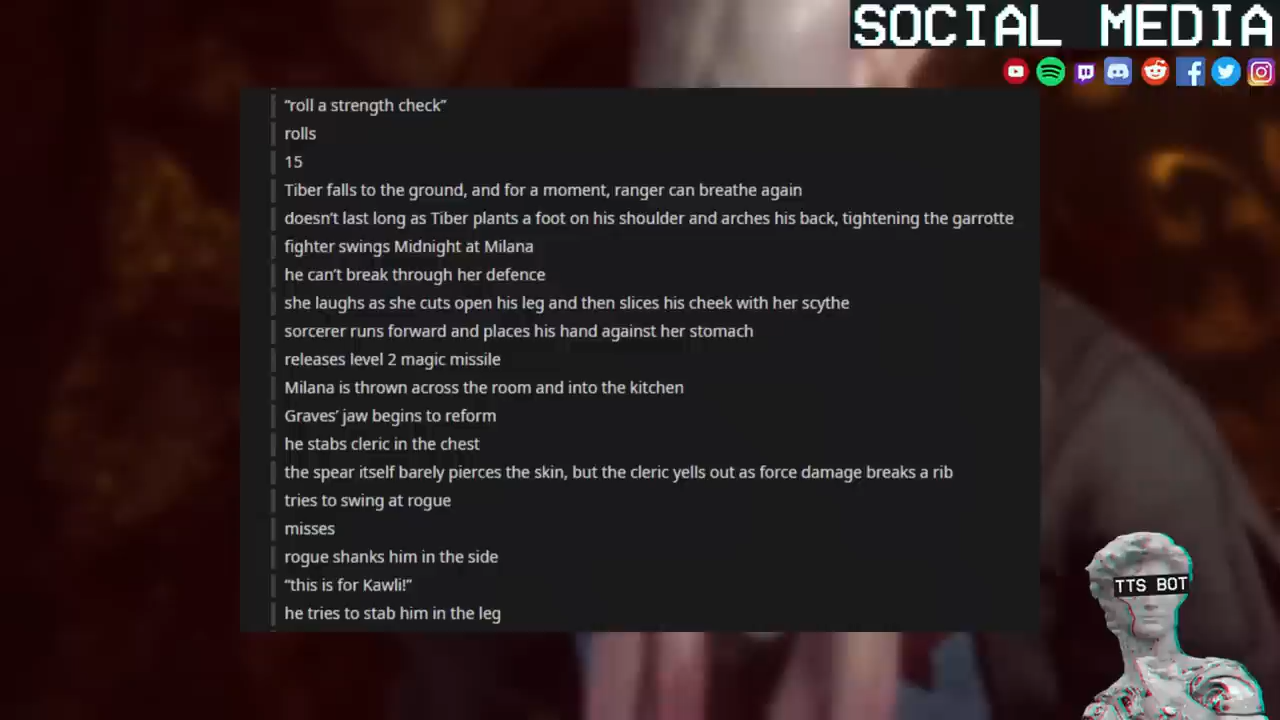 SOCIAL MEDIA
“roll a strength check”
rolls
15
Tiber falls to the ground, and for a moment, ranger can breathe again
doesn’t last long as Tiber plants a foot on his shoulder and arches his back, tightening the garrotte
fighter swings Midnight at Milana
he can’t break through her defence
she laughs as she cuts open his leg and then slices his cheek with her scythe
sorcerer runs forward and places his hand against her stomach
releases level 2 magic missile
Milana is thrown across the room and into the kitchen
Graves’ jaw begins to reform
he stabs cleric in the chest
the spear itself barely pierces the skin, but the cleric yells out as force damage breaks a rib
tries to swing at rogue
misses
rogue shanks him in the side
“this is for Kawli!”
he tries to stab him in the leg
TTS BOT